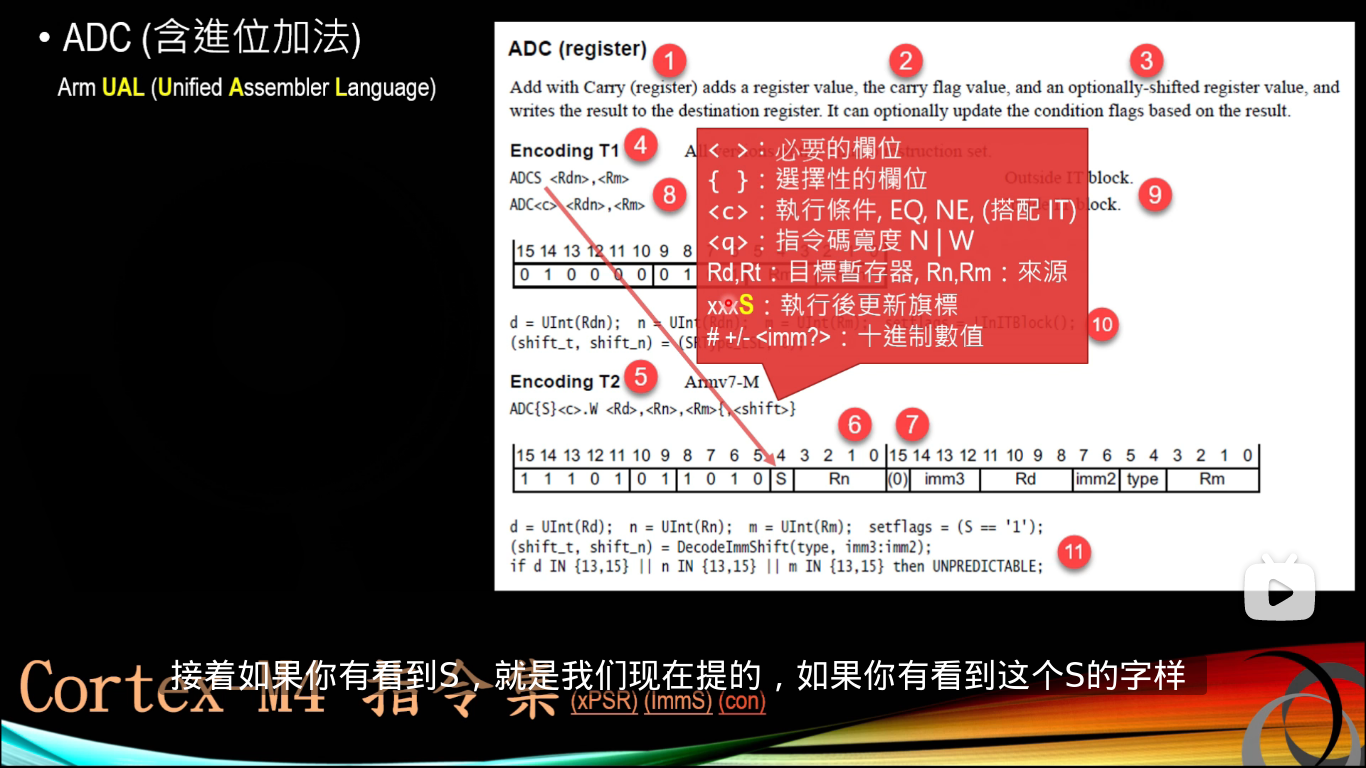 • ADC (含進位加法)
Arm UAL (Unified Assembler Language)
ADC (register)
1
2
3
Add with Carry (register) adds a register value, the carry flag value, and an optionally-shifted register value, and
writes the result to the destination register. It can optionally update the condition flags based on the result.
Encoding T1
4
ADCS <Rdn>,<Rm>
Outside IT block.
ADC<c> <Rdn>,<Rm>
8
block.
9
15 14 13 12 11 10 9 8
0 1 0 0 0 0 0 1
d = UInt(Rdn); n = UInt(Rdn); m = UInt(Rm); setflags = !InITBlock();
10
(shift_t, shift_n) =
< >：必要的欄位
{ }：選擇性的欄位
<c>：執行條件, EQ, NE, (搭配 IT)
<q>：指令碼寬度 N | W
Rd,Rt：目標暫存器, Rn,Rm：來源
xxxS：執行後更新旗標
# +/- <imm?>：十進制數值
Encoding T2
5
Armv7-M
ADC{S}<c>.W <Rd>,<Rn>,<Rm>{,<shift>}
6
7
15 14 13 12 11 10 9 8 7 6 5 4 3 2 1 0 15 14 13 12 11 10 9 8 7 6 5 4 3 2 1 0
1 1 1 0 1 0 1 1 0 1 0 S Rn (0) imm3 Rd imm2 type Rm
d = UInt(Rd); n = UInt(Rn); m = UInt(Rm); setflags = (S == '1');
(shift_t, shift_n) = DecodeImmShift(type, imm3:imm2);
11
if d IN {13,15} || n IN {13,15} || m IN {13,15} then UNPREDICTABLE;
Cortex-M4 指令集
(xPSR) (ImmS) (con)
接着如果你有看到S，就是我们现在提的，如果你有看到这个S的字样